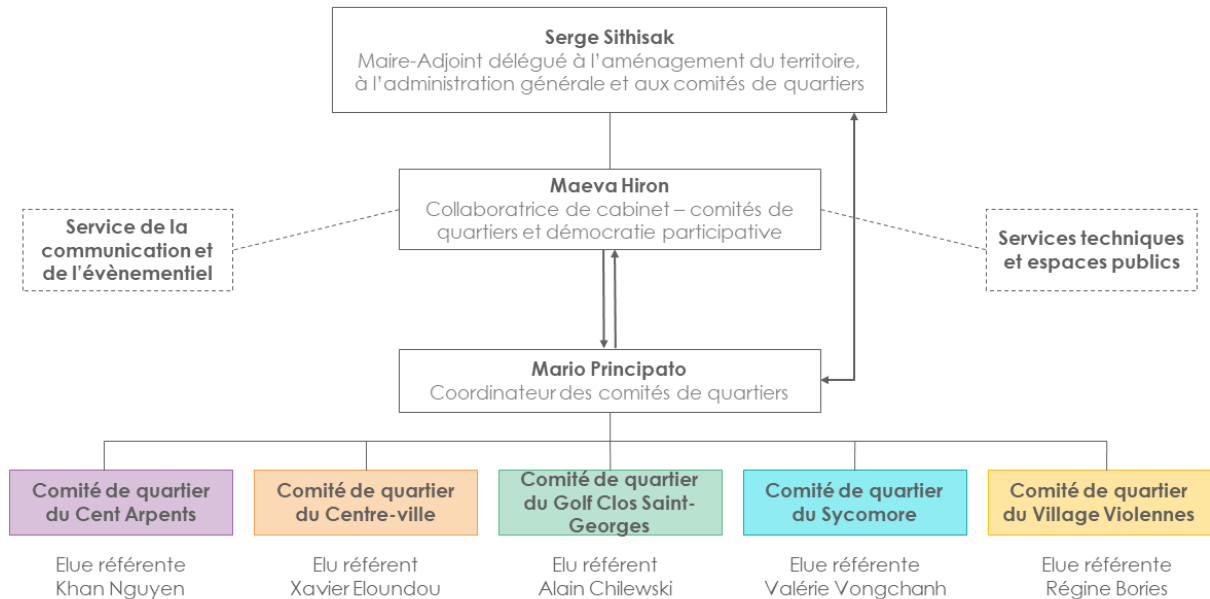 Serge Sithisak
Maire-Adjoint délégué à l’aménagement du territoire,
à l’administration générale et aux comités de quartiers
Maeva Hiron
Collaboratrice de cabinet – comités de
quartiers et démocratie participative
Service de la
communication et
de l’évènementiel
Services techniques
et espaces publics
Mario Principato
Coordinateur des comités de quartiers
Comité de quartier
du Cent Arpents
Comité de quartier
du Centre-ville
Comité de quartier
du Golf Clos Saint-
Georges
Comité de quartier
du Sycomore
Comité de quartier
du Village Violennes
Elue référente
Khan Nguyen
Elu référent
Xavier Eloundou
Elu référent
Alain Chilewski
Elue référente
Valérie Vongchanh
Elue référente
Régine Bories